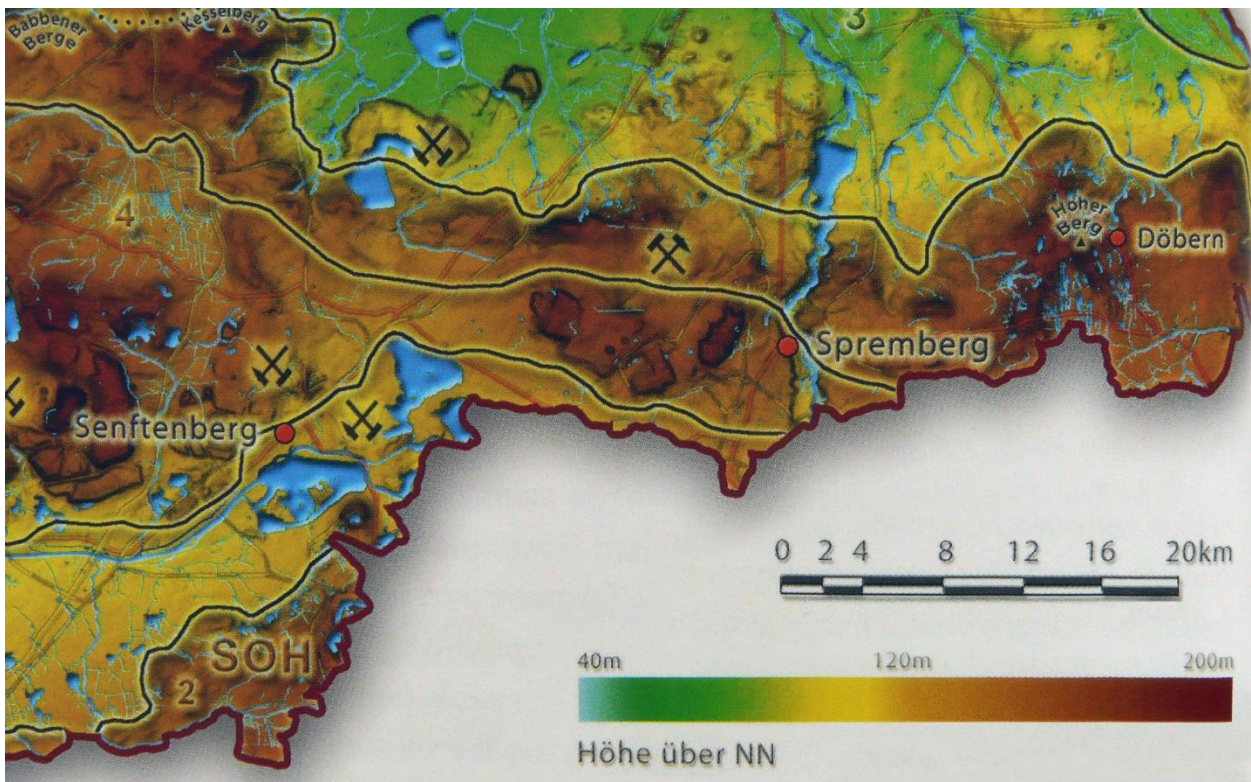 Babbener
Berge
Kesselberg
3
4
Hoher
Berg
Döbern
Spremberg
Senftenberg
SOH
2
0 2 4 8 12 16 20km
40m 120m 200m
Höhe über NN